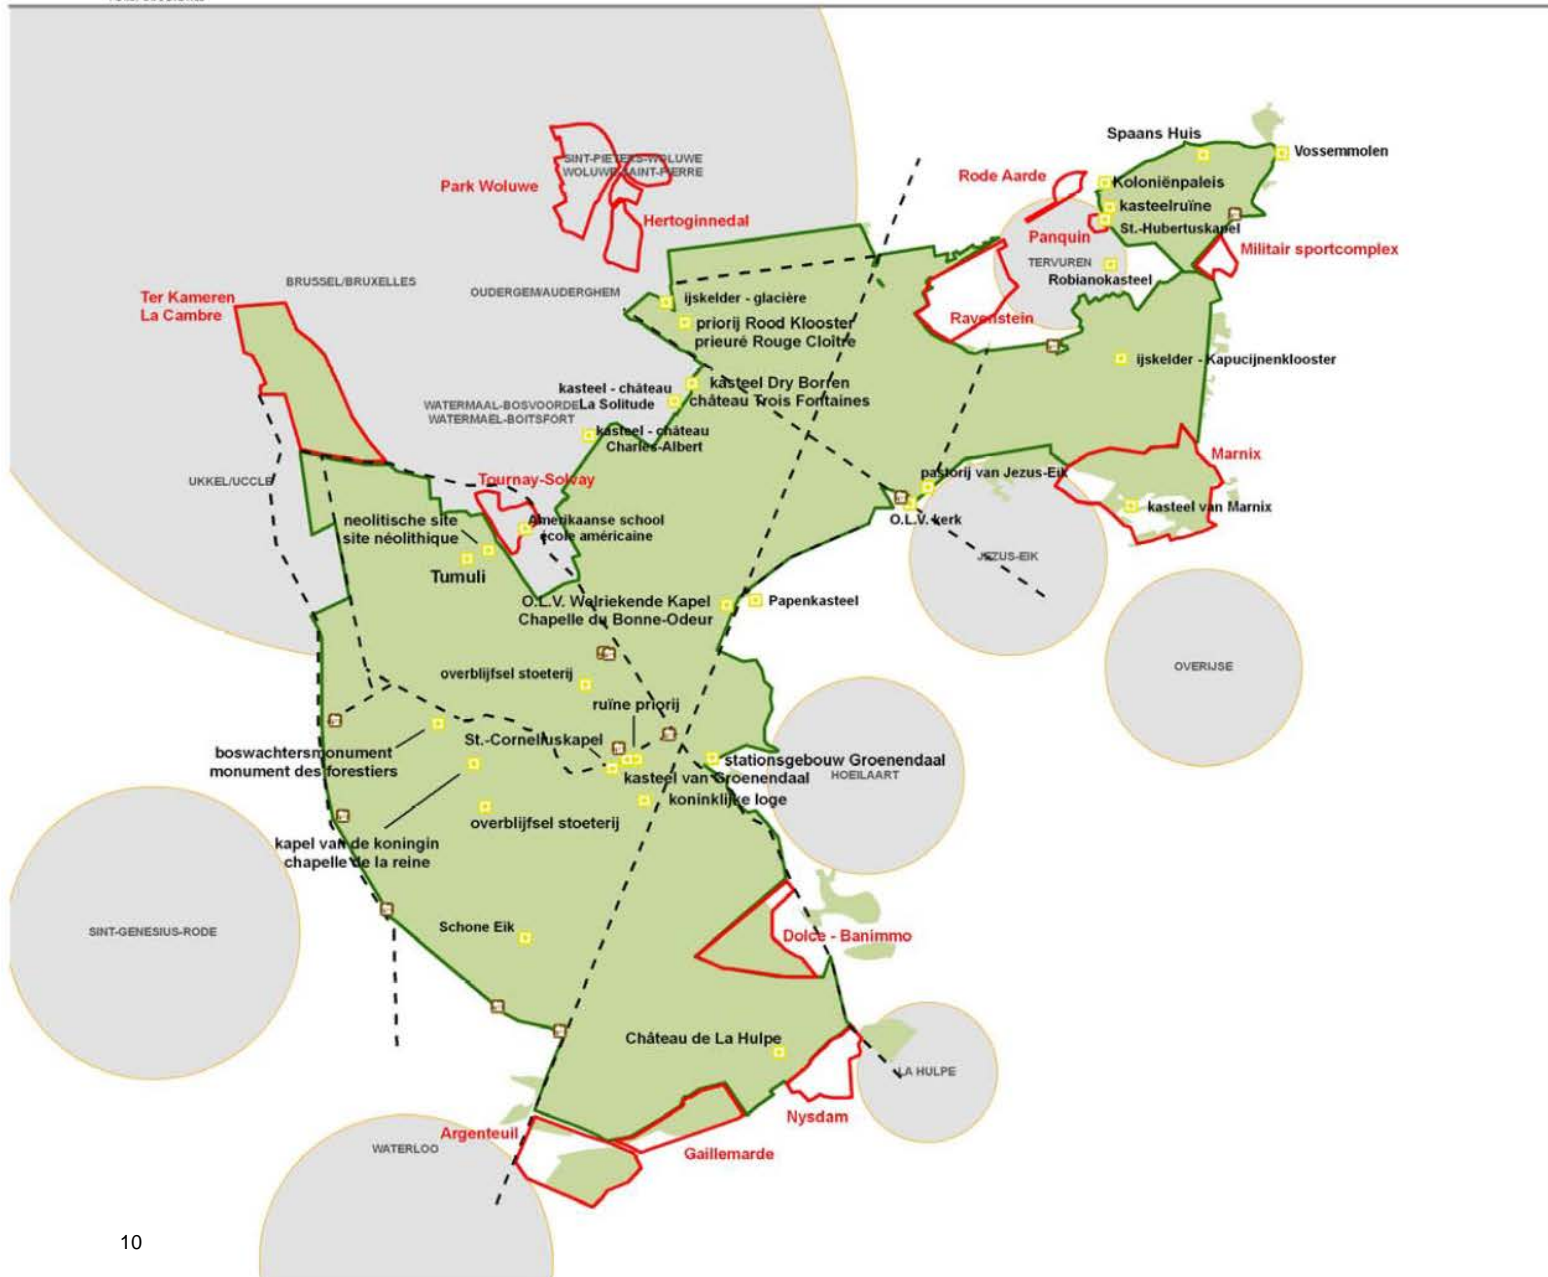 Spaans Huis
Vossemmolen
SINT-PIETERS-WOLUWE
WOLUWE-SAINT-PIERRE
Park Woluwe
Rode Aarde
Koloniënpaleis
kasteelruïne
Hertoginnedal
St.-Hubertuskapel
Panquin
Militair sportcomplex
TERVUREN
Robianokasteel
BRUSSEL/BRUXELLES
OUDERGEM/AUDERGHEM
Ter Kameren
La Cambre
ijskelder - glacière
Ravenstein
priorij Rood Klooster
prieuré Rouge Cloître
ijskelder - Kapucijnenklooster
kasteel - château
La Solitude
kasteel Dry Borren
château Trois Fontaines
WATERMAAL-BOSVOORDE
WATERMAEL-BOITSFORT
kasteel - château
Charles-Albert
Marnix
UKKEL/UCCLE
Tournay-Solvay
pastorij van Jezus-Eik
kasteel van Marnix
neolitische site
site néolithique
Amerikaanse school
école américaine
O.L.V. kerk
JEZUS-EIK
Tumuli
O.L.V. Welriekende Kapel
Chapelle du Bonne-Odeur
Papenkasteel
OVERIJSE
overblijfsel stoeterij
ruïne priorij
St.-Corneliuskapel
boswachtersmonument
monument des forestiers
stationsgebouw Groenendaal
HOEILAART
kasteel van Groenendaal
koninklijke loge
overblijfsel stoeterij
kapel van de koningin
chapelle de la reine
SINT-GENESIUS-RODE
Schone Eik
Dolce - Banimmo
Château de La Hulpe
LA HULPE
Nysdam
Argenteuil
WATERLOO
Gaillemarde
10